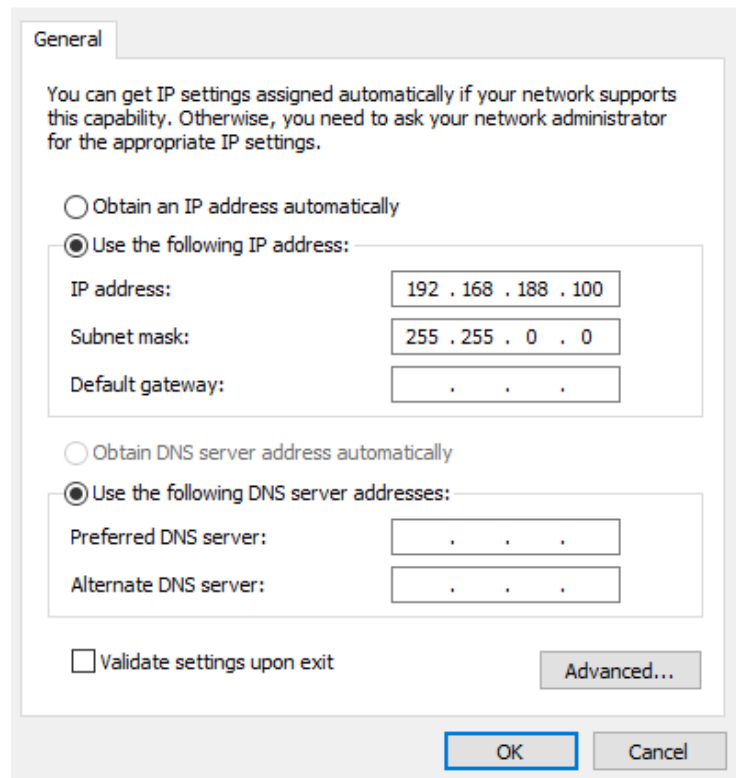 General
You can get IP settings assigned automatically if your network supports
this capability. Otherwise, you need to ask your network administrator
for the appropriate IP settings.
Obtain an IP address automatically
Use the following IP address:
IP address: 192 . 168 . 188 . 100
Subnet mask: 255 . 255 . 0 . 0
Default gateway: . . .
Obtain DNS server address automatically
Use the following DNS server addresses:
Preferred DNS server: . . .
Alternate DNS server: . . .
Validate settings upon exit
Advanced...
OK Cancel